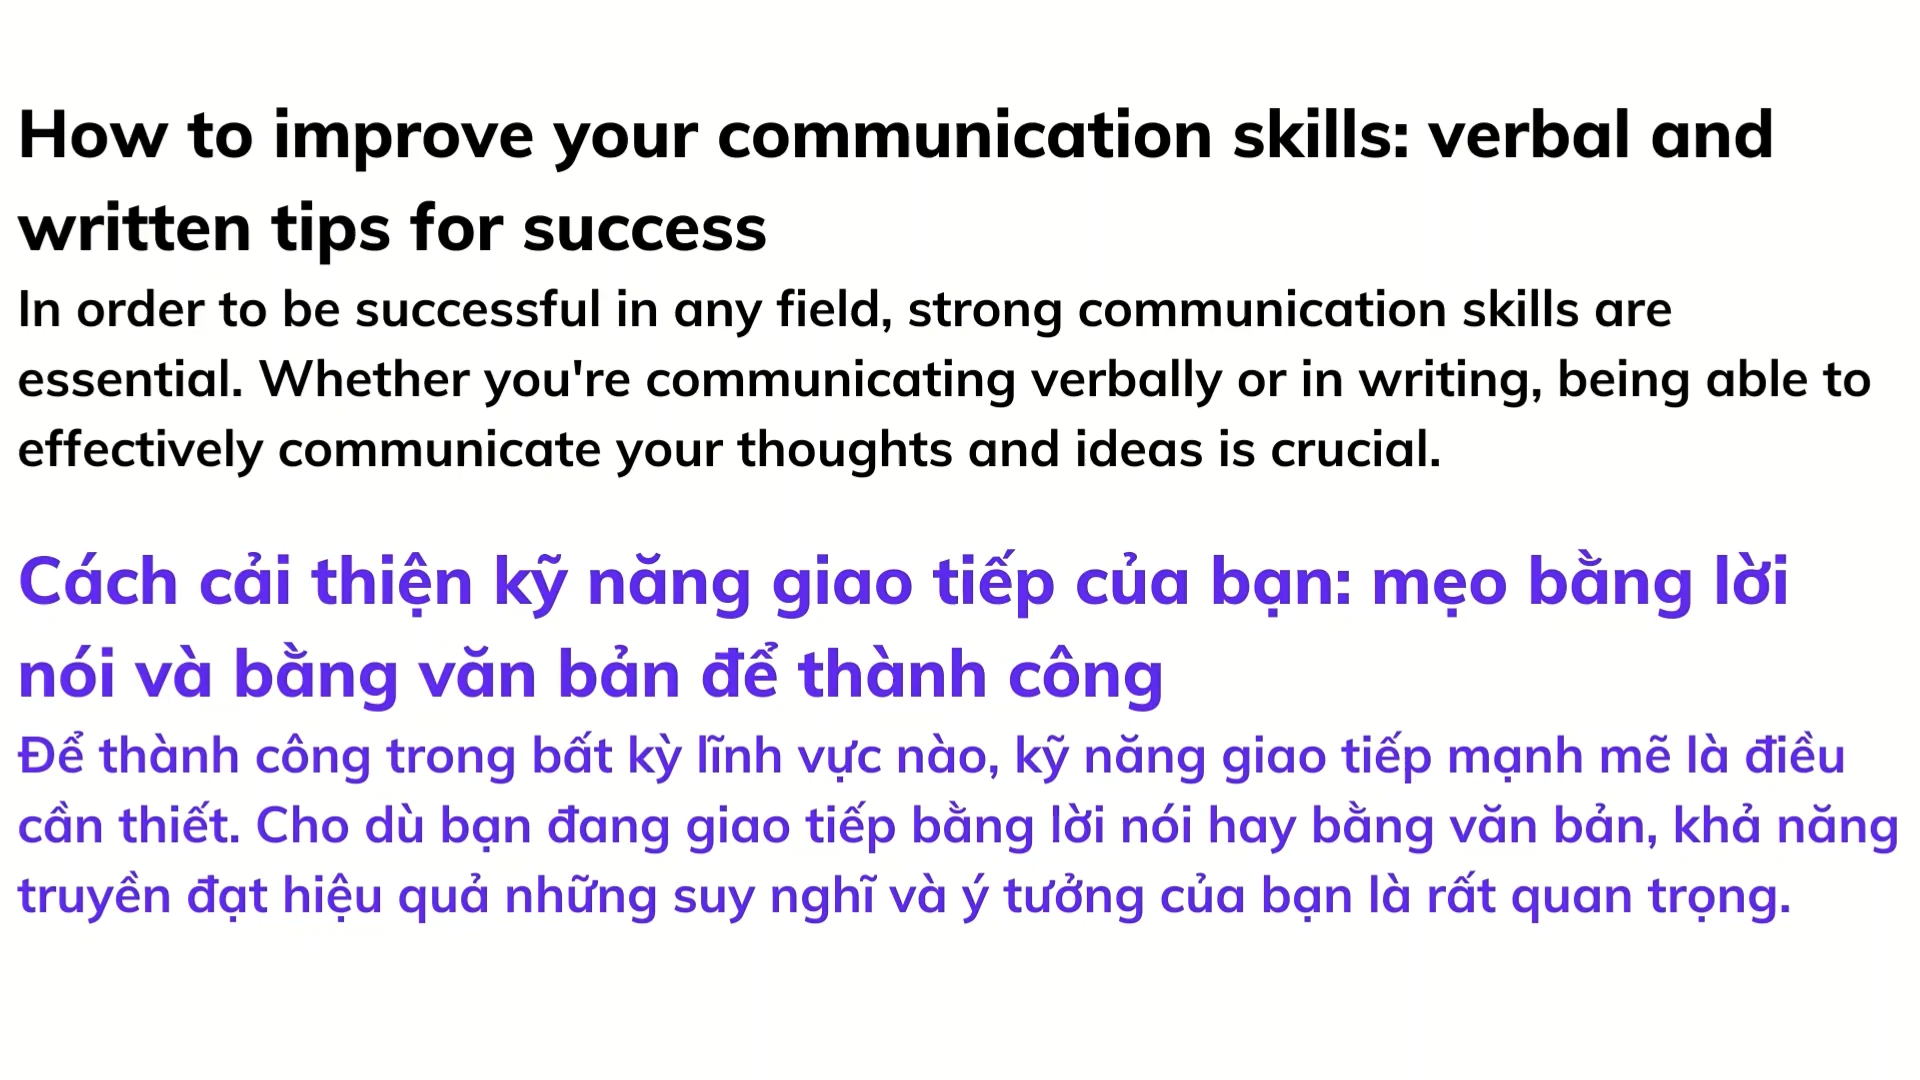 How to improve your communication skills: verbal and
written tips for success
In order to be successful in any field, strong communication skills are
essential. Whether you're communicating verbally or in writing, being able to
effectively communicate your thoughts and ideas is crucial.
Cách cải thiện kỹ năng giao tiếp của bạn: mẹo bằng lời
nói và bằng văn bản để thành công
Để thành công trong bất kỳ lĩnh vực nào, kỹ năng giao tiếp mạnh mẽ là điều
cần thiết. Cho dù bạn đang giao tiếp bằng lời nói hay bằng văn bản, khả năng
truyền đạt hiệu quả những suy nghĩ và ý tưởng của bạn là rất quan trọng.